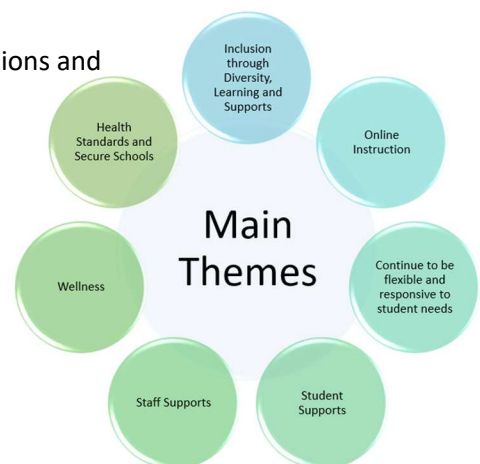 ions and
Inclusion
through
Diversity,
Learning and
Supports
Online
Instruction
Continue to be
flexible and
responsive to
student needs
Student
Supports
Staff Supports
Wellness
Health
Standards and
Secure Schools
Main
Themes